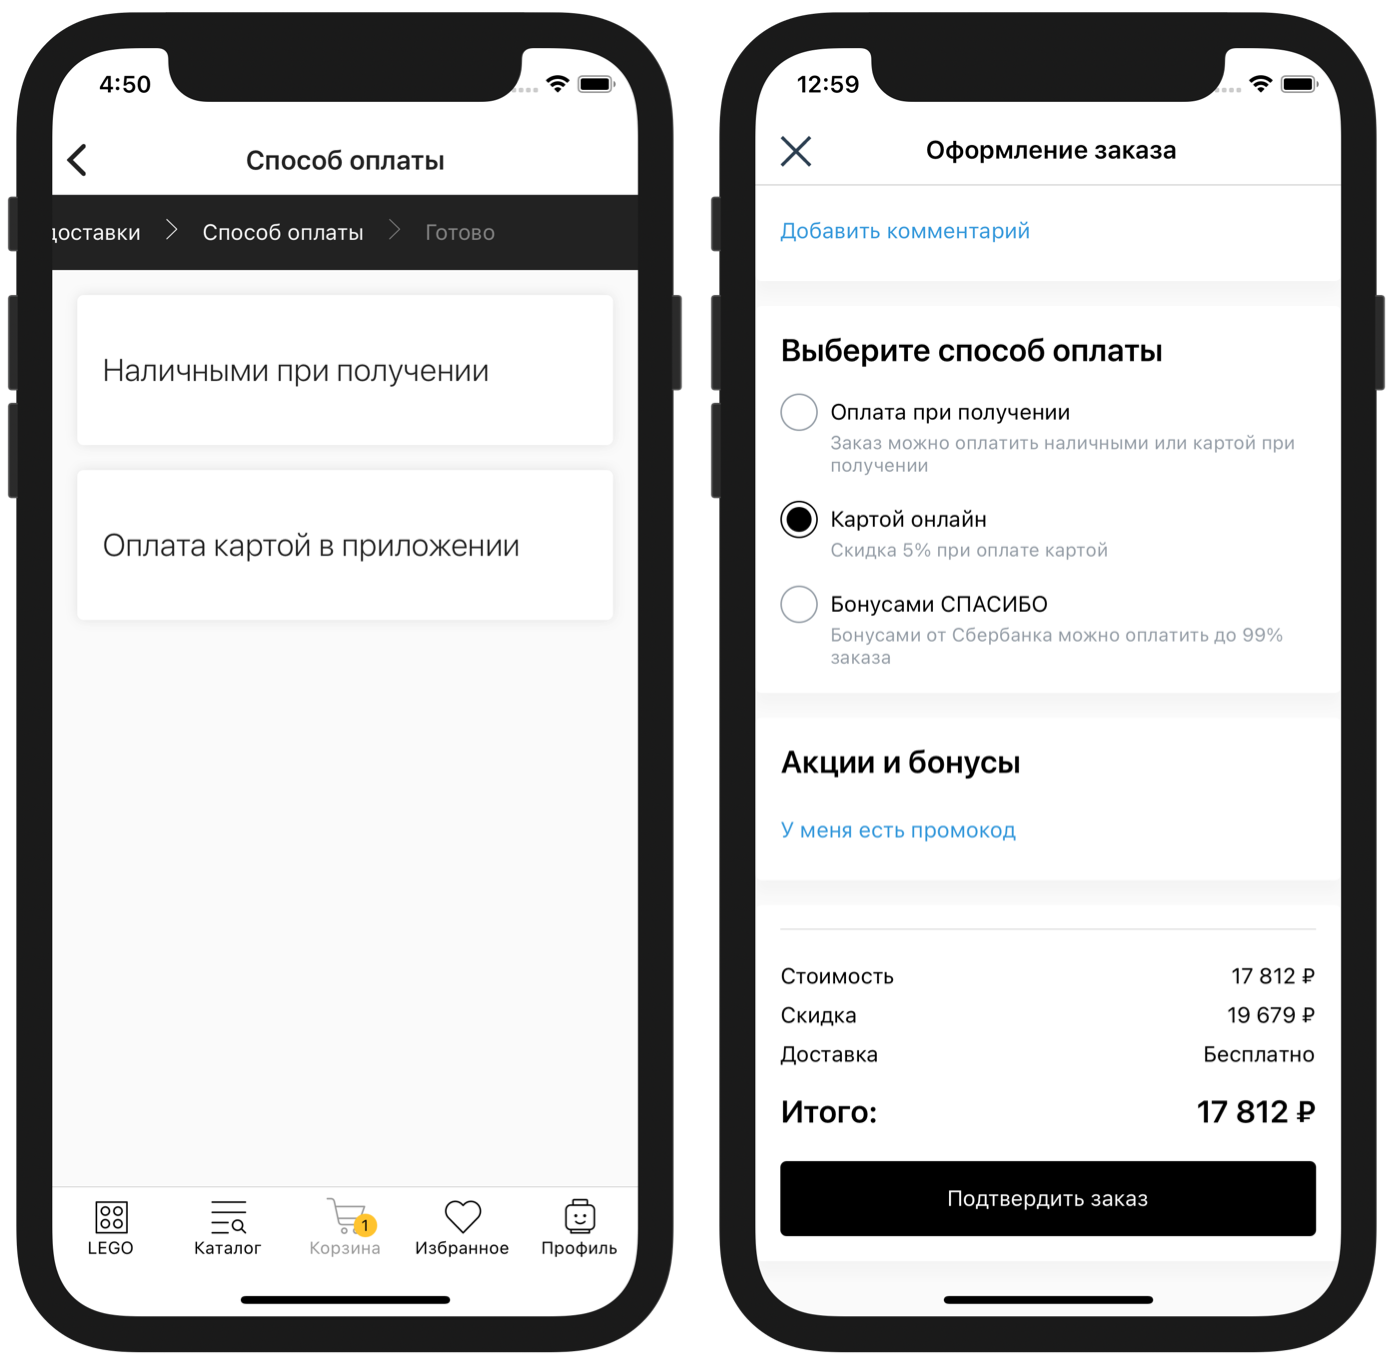 4:50
Способ оплаты
доставки
Способ оплаты
Готово
Наличными при получении
Оплата картой в приложении
LEGO
Каталог
1
Корзина
Избранное
Профиль
12:59
Оформление заказа
Добавить комментарий
Выберите способ оплаты
Оплата при получении
Заказ можно оплатить наличными или картой при
получении
Картой онлайн
Скидка 5% при оплате картой
Бонусами СПАСИБО
Бонусами от Сбербанка можно оплатить до 99%
заказа
Акции и бонусы
У меня есть промокод
Стоимость 17 812 ₽
Скидка 19 679 ₽
Доставка Бесплатно
Итого: 17 812 ₽
Подтвердить заказ